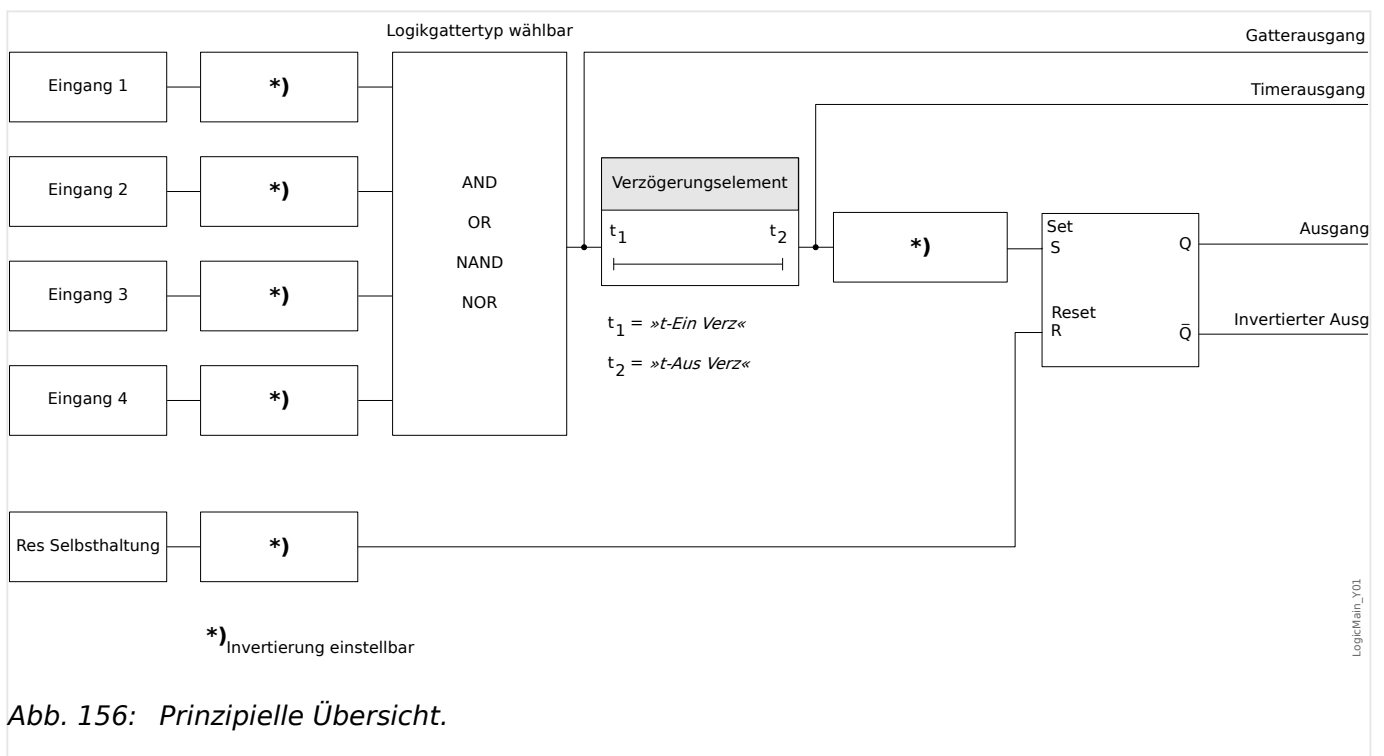 Logikgattertyp wählbar
Gatterausgang
Eingang 1
*)
Timerausgang
Eingang 2
*)
AND
OR
NAND
NOR
Verzögerungselement
t1
t2
*)
Set
S
Q
Ausgang
Eingang 3
*)
t1 = »t-Ein Verz«
t2 = »t-Aus Verz«
Reset
R
Q̅
Invertierter Ausg
Eingang 4
*)
Res Selbsthaltung
*)
*)Invertierung einstellbar
LogicMain_Y01
Abb. 156: Prinzipielle Übersicht.